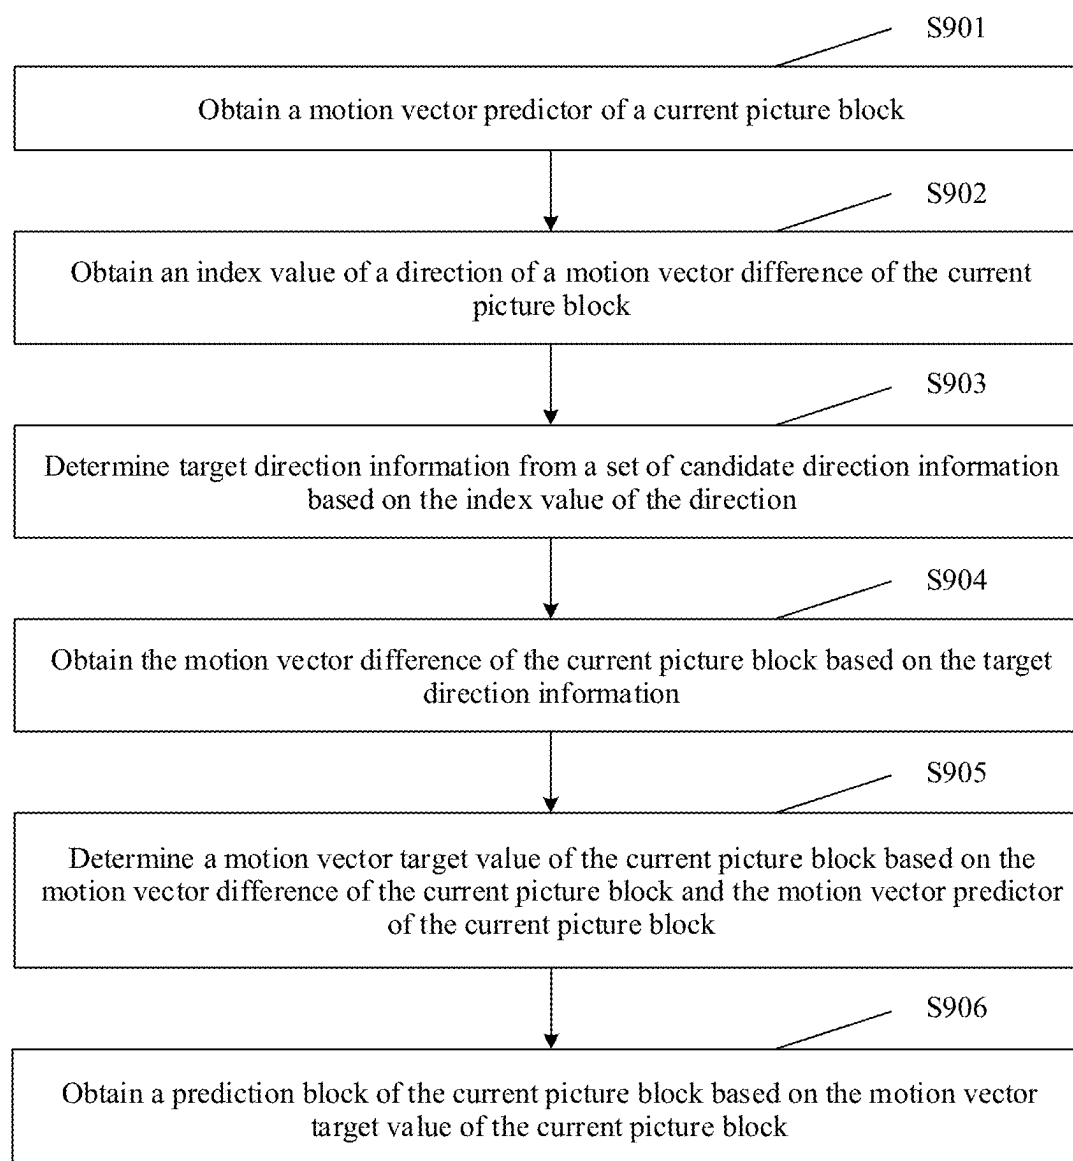 S901
Obtain a motion vector predictor of a current picture block
S902
Obtain an index value of a direction of a motion vector difference of the current
picture block
S903
Determine target direction information from a set of candidate direction information
based on the index value of the direction
S904
Obtain the motion vector difference of the current picture block based on the target
direction information
S905
Determine a motion vector target value of the current picture block based on the
motion vector difference of the current picture block and the motion vector predictor
of the current picture block
S906
Obtain a prediction block of the current picture block based on the motion vector
target value of the current picture block